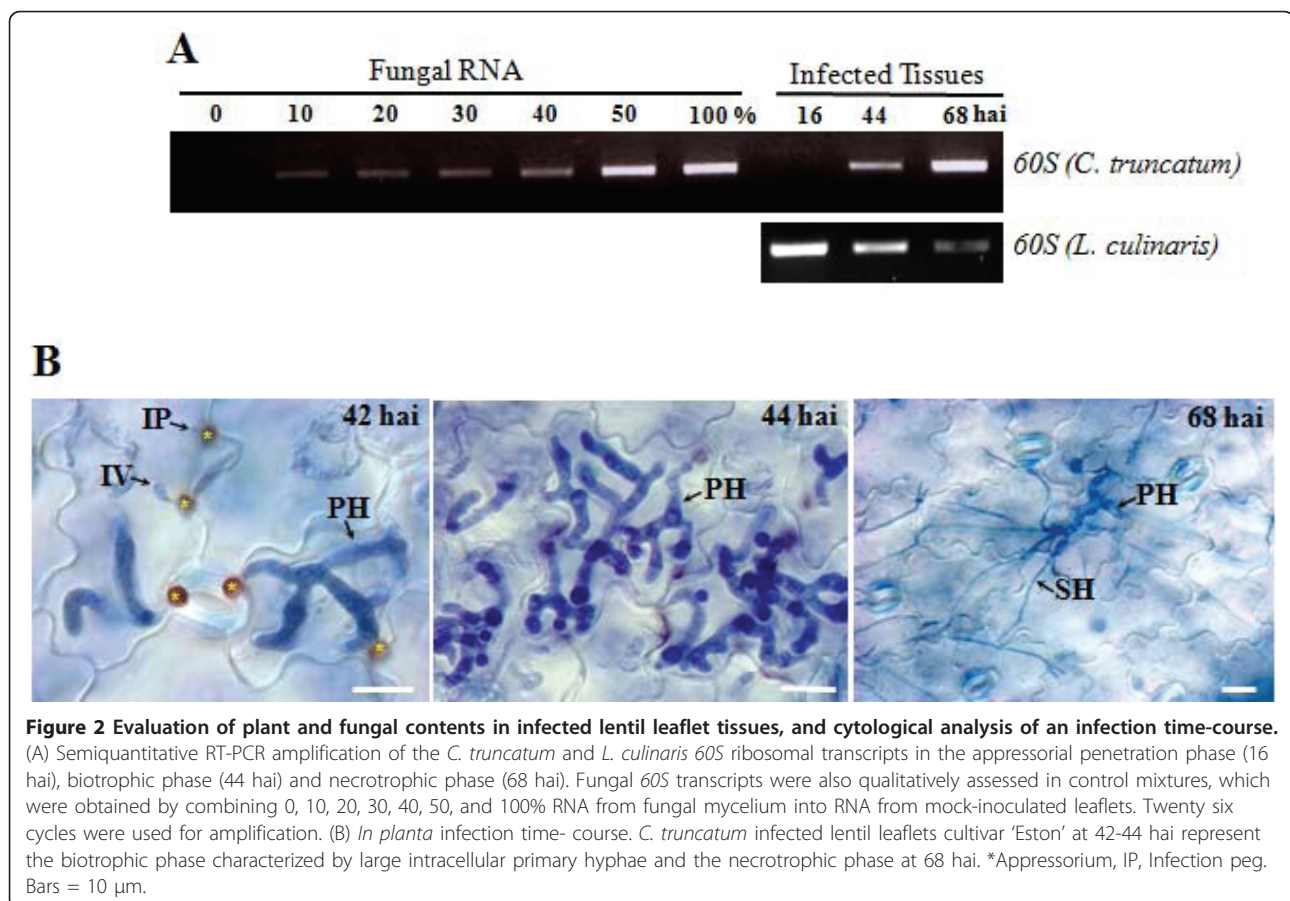 A
Fungal RNA
Infected Tissues
0 10 20 30 40 50 100 % 16 44 68 hai
60S (C. truncatum)
60S (L. culinaris)
B
42 hai
IP
IV
PH
* * * * *
44 hai
PH
68 hai
PH
SH
Figure 2 Evaluation of plant and fungal contents in infected lentil leaflet tissues, and cytological analysis of an infection time-course.
(A) Semiquantitative RT-PCR amplification of the C. truncatum and L. culinaris 60S ribosomal transcripts in the appressorial penetration phase (16
hai), biotrophic phase (44 hai) and necrotrophic phase (68 hai). Fungal 60S transcripts were also qualitatively assessed in control mixtures, which
were obtained by combining 0, 10, 20, 30, 40, 50, and 100% RNA from fungal mycelium into RNA from mock-inoculated leaflets. Twenty six
cycles were used for amplification. (B) In planta infection time- course. C. truncatum infected lentil leaflets cultivar ‘Eston’ at 42-44 hai represent
the biotrophic phase characterized by large intracellular primary hyphae and the necrotrophic phase at 68 hai. *Appressorium, IP, Infection peg.
Bars = 10 μm.